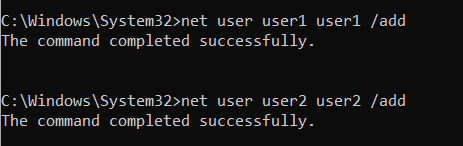 C:\Windows\System32>net user user1 user1 /add
The command completed successfully.
C:\Windows\System32>net user user2 user2 /add
The command completed successfully.